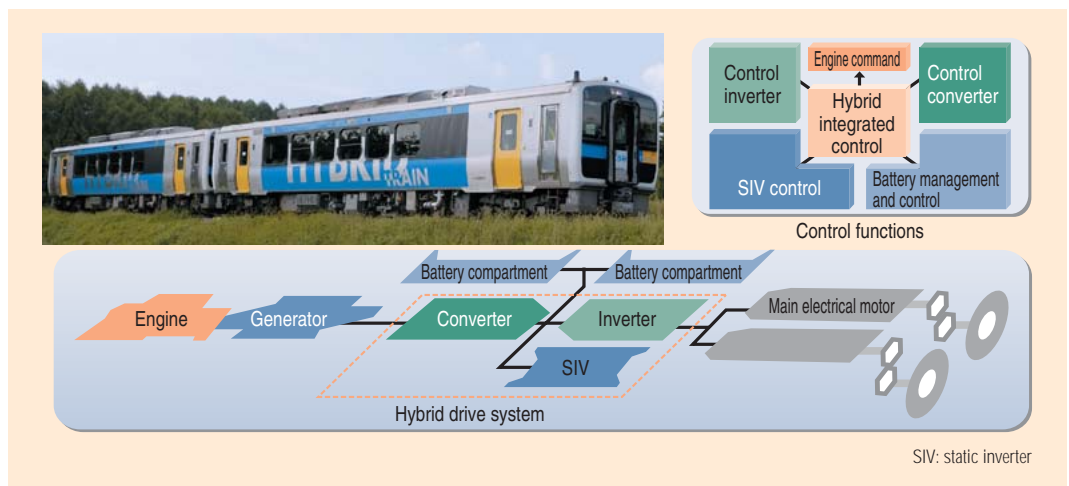 HYBRID
TRAIN
Engine command
Control
inverter
Control
converter
Hybrid
integrated
control
SIV control
Battery management
and control
Control functions
Battery compartment
Battery compartment
Engine
Generator
Converter
Inverter
Main electrical motor
SIV
Hybrid drive system
SIV: static inverter